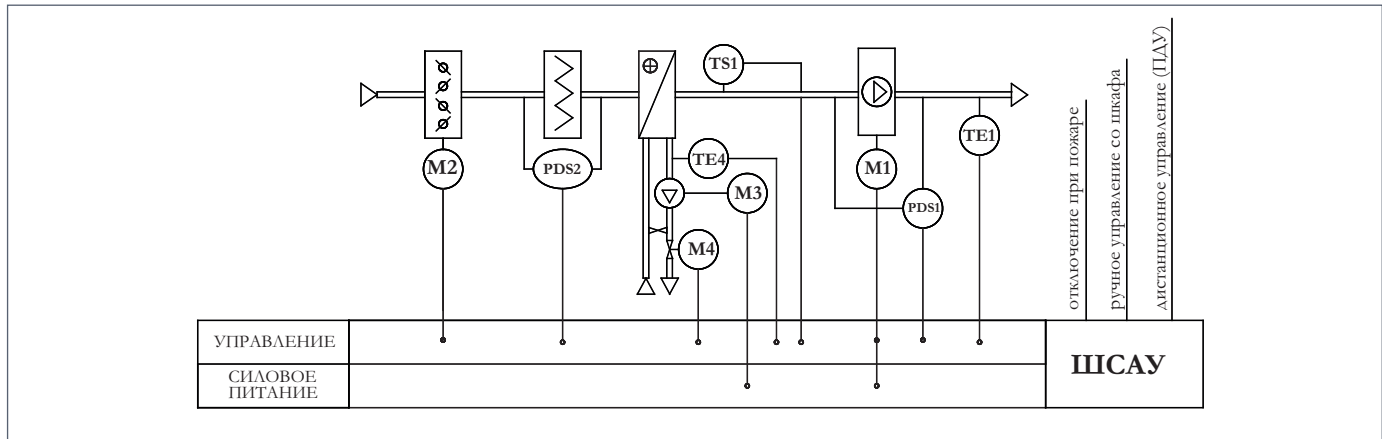 TS1
M2
PDS2
TE4
M3
M4
M1
PDS1
TE1
отключение при пожаре
ручное управление со шкафа
дистанционное управление (ПДУ)
УПРАВЛЕНИЕ
СИЛОВОЕ
ПИТАНИЕ
ШСАУ